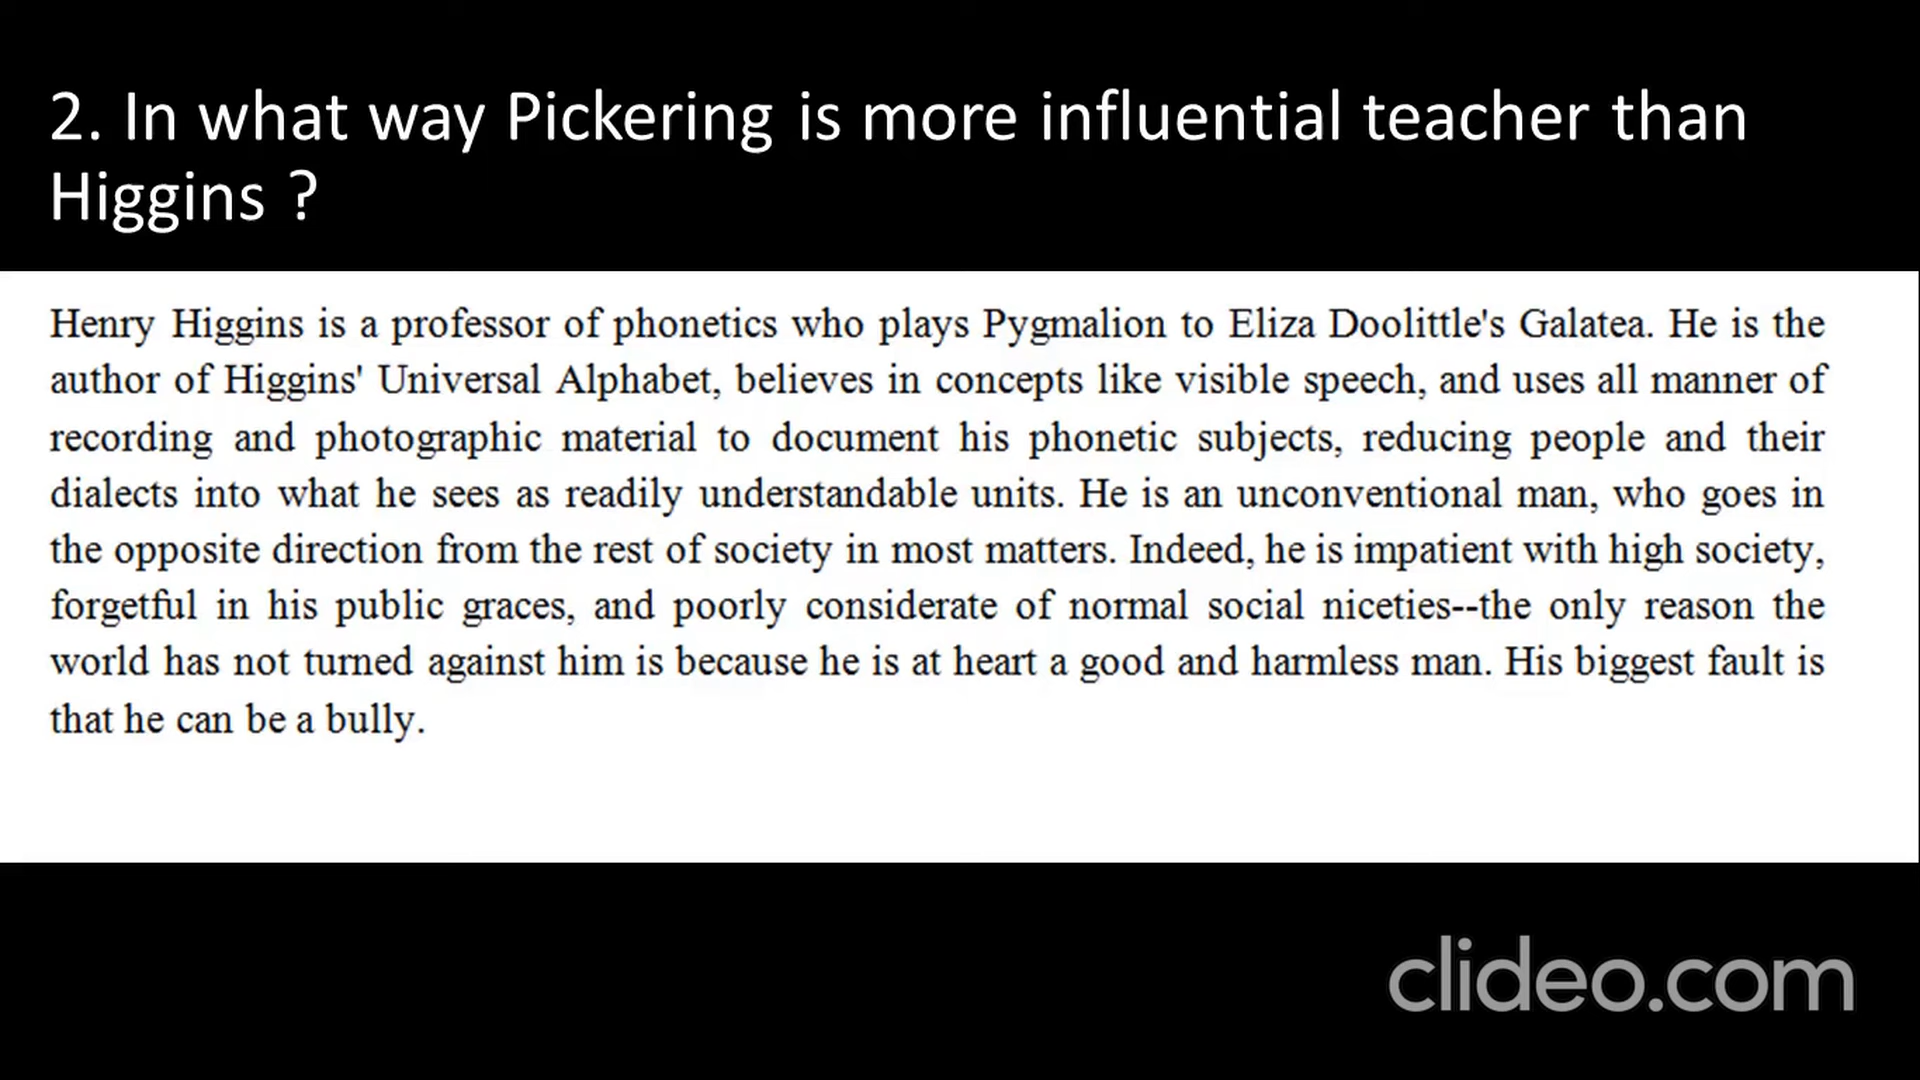 2. In what way Pickering is more influential teacher than
Higgins ?
Henry Higgins is a professor of phonetics who plays Pygmalion to Eliza Doolittle's Galatea. He is the
author of Higgins' Universal Alphabet, believes in concepts like visible speech, and uses all manner of
recording and photographic material to document his phonetic subjects, reducing people and their
dialects into what he sees as readily understandable units. He is an unconventional man, who goes in
the opposite direction from the rest of society in most matters. Indeed, he is impatient with high society,
forgetful in his public graces, and poorly considerate of normal social niceties--the only reason the
world has not turned against him is because he is at heart a good and harmless man. His biggest fault is
that he can be a bully.
clideo.com